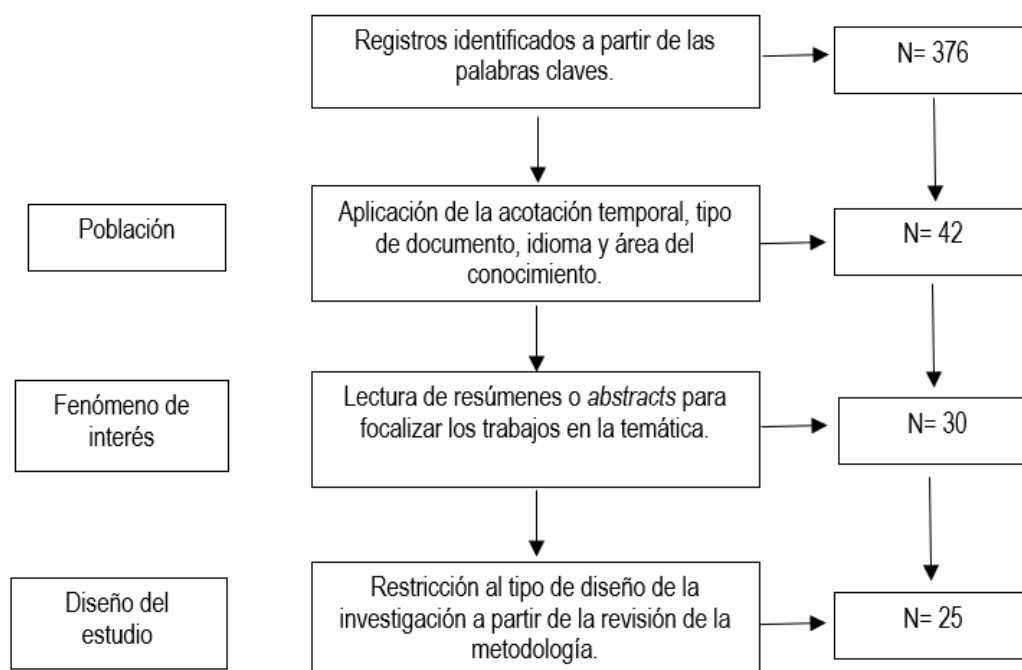 Registros identificados a partir de las
palabras claves.
N= 376
Población
Aplicación de la acotación temporal, tipo
de documento, idioma y área del
conocimiento.
N= 42
Fenómeno de
interés
Lectura de resúmenes o abstracts para
focalizar los trabajos en la temática.
N= 30
Diseño del
estudio
Restricción al tipo de diseño de la
investigación a partir de la revisión de la
metodología.
N= 25